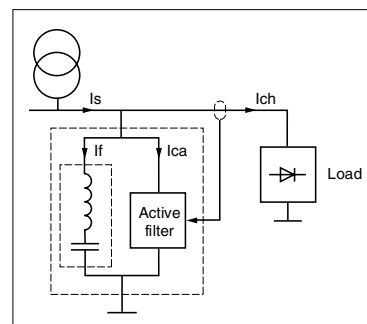 Is
Ich
If
Ica
Active
filter
Load